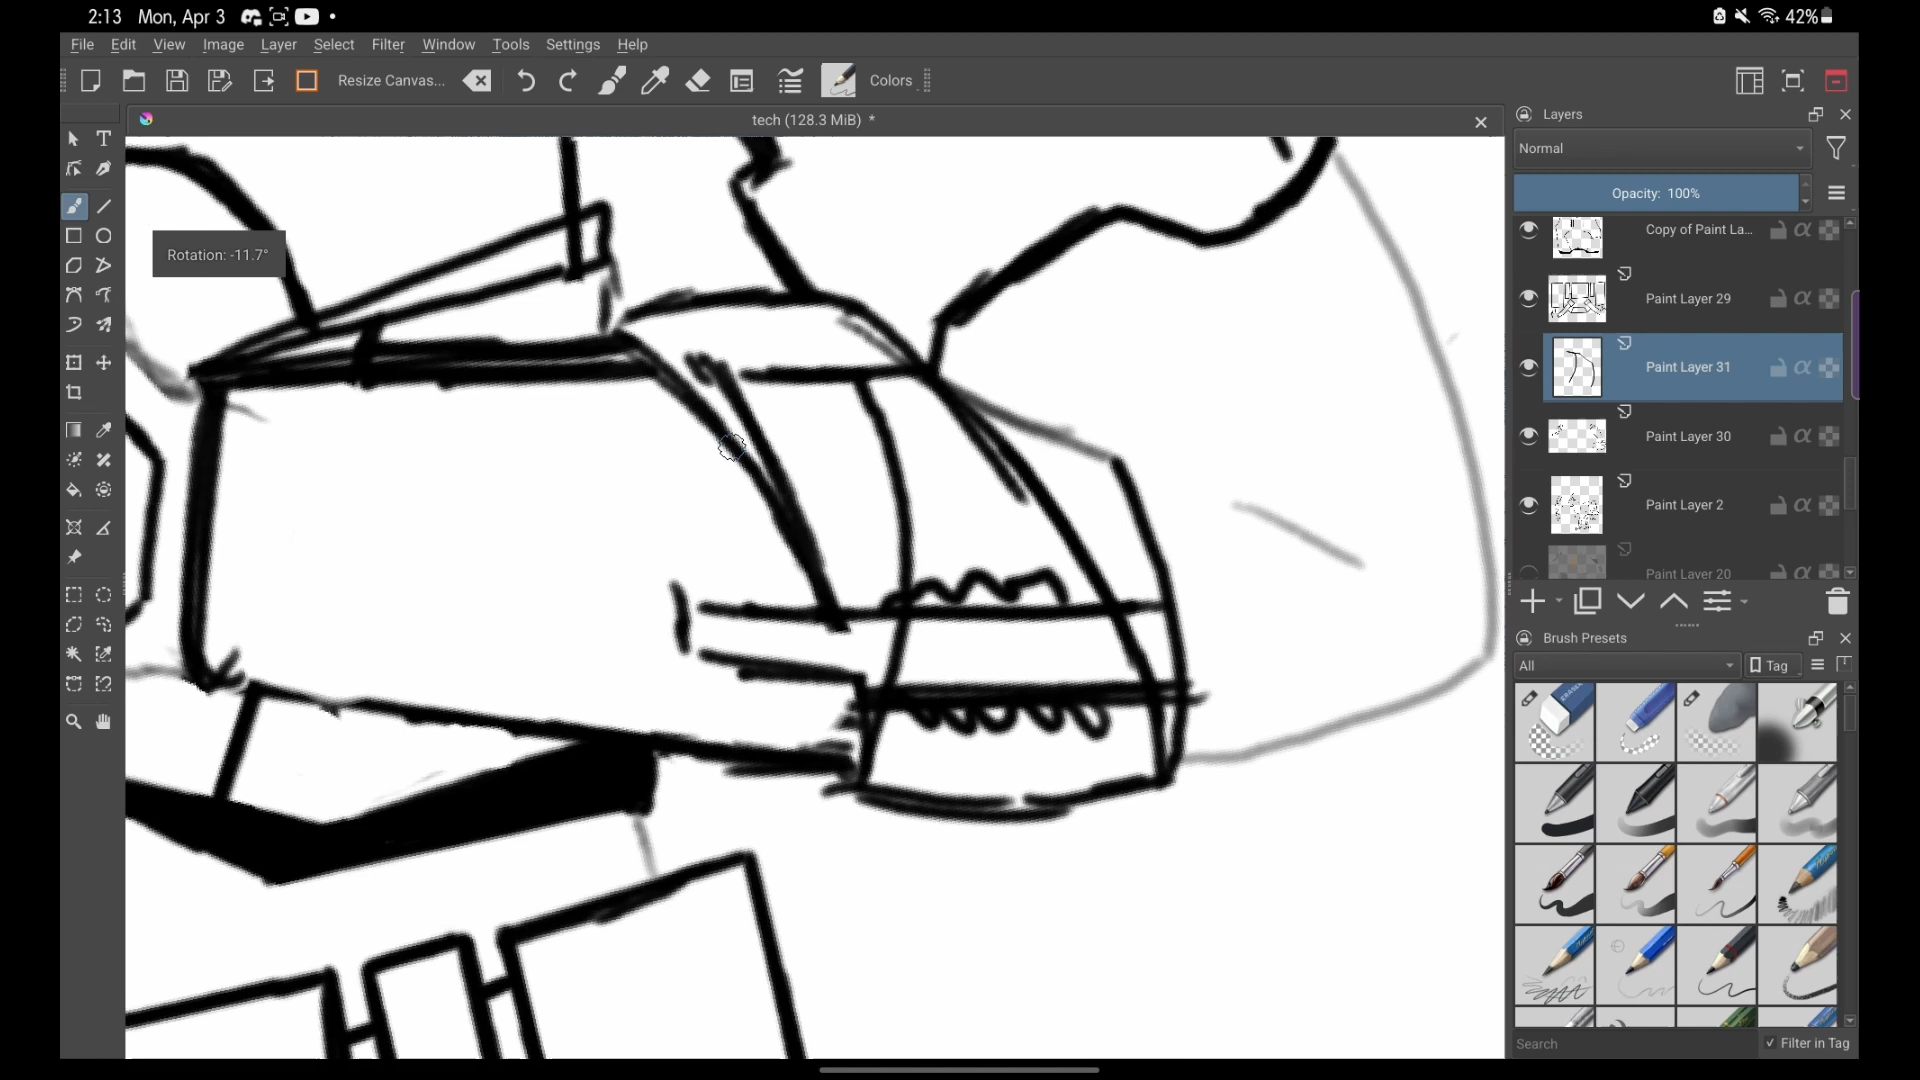 2:13 Mon, Apr 3 42%
File Edit View Image Layer Select Filter Window Tools Settings Help
Resize Canvas... Colors
tech (128.3 MiB) *
Rotation: -11.7°
Layers
Normal
Opacity: 100%
Copy of Paint La...
Paint Layer 29
Paint Layer 31
Paint Layer 30
Paint Layer 2
Paint Layer 20
Brush Presets
All Tag
Search Filter in Tag